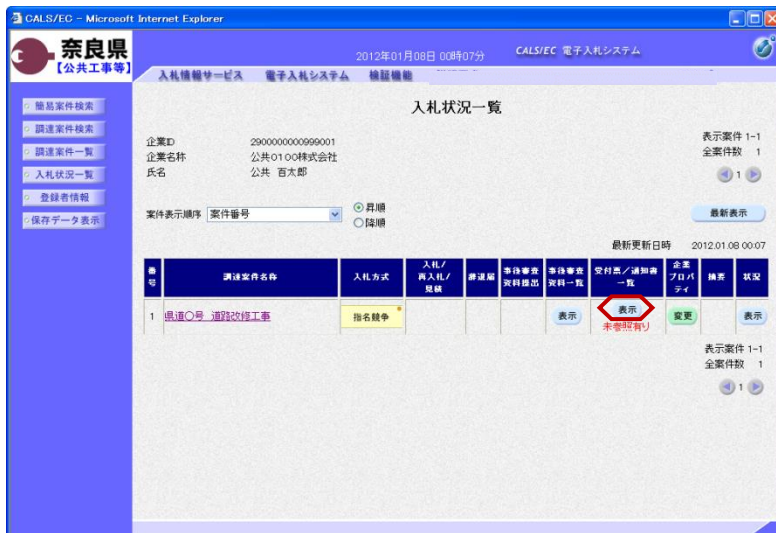 CALS/EC - Microsoft Internet Explorer
奈良県
【公共工事等】
2012年01月08日 00時07分
CALS/EC 電子入札システム
入札情報サービス 電子入札システム 検証機能
簡易案件検索
調達案件検索
調達案件一覧
入札状況一覧
登録者情報
保存データ表示
入札状況一覧
企業ID 2900000000999001
企業名称 公共0100株式会社
氏名 公共 百太郎
表示案件 1-1
全案件数 1
1
案件表示順序 案件番号
昇順
降順
最新表示
最新更新日時 2012.01.08 00:07
番号 調達案件名称 入札方式 入札/再入札/見積 辞退届 事後審査資料提出 事後審査資料一覧 受付票/通知書一覧 企業プロパティ 摘要 状況
1 県道〇号 道路改修工事 指名競争 表示 表示 変更 表示
未参照有り
表示案件 1-1
全案件数 1
1